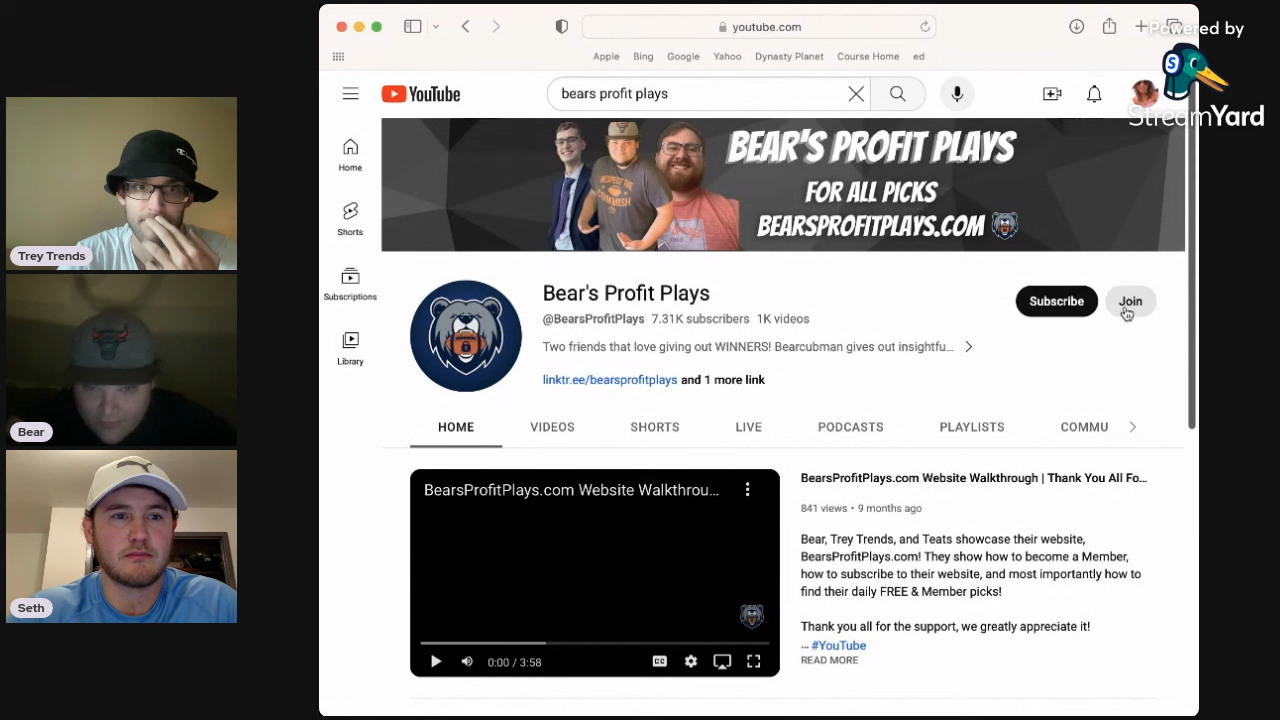 Powered by
StreamYard
S
Trey Trends
Bear
Seth
youtube.com
Apple Bing Google Yahoo Dynasty Planet Course Home ed
YouTube
bears profit plays
Home
Shorts
Subscriptions
Library
BEAR'S PROFIT PLAYS
FOR ALL PICKS
BEARSPROFITPLAYS.COM
RESPECT THE
COMMISH
Bear's Profit Plays
@BearsProfitPlays 7.31K subscribers 1K videos
Two friends that love giving out WINNERS! Bearcubman gives out insightfu...
linktr.ee/bearsprofitplays and 1 more link
Subscribe
Join
HOME VIDEOS SHORTS LIVE PODCASTS PLAYLISTS COMMU
BearsProfitPlays.com Website Walkthrou...
CC
0:00 / 3:58
BearsProfitPlays.com Website Walkthrough | Thank You All Fo...
841 views • 9 months ago
Bear, Trey Trends, and Teats showcase their website,
BearsProfitPlays.com! They show how to become a Member,
how to subscribe to their website, and most importantly how to
find their daily FREE & Member picks!
Thank you all for the support, we greatly appreciate it!
... #YouTube
READ MORE